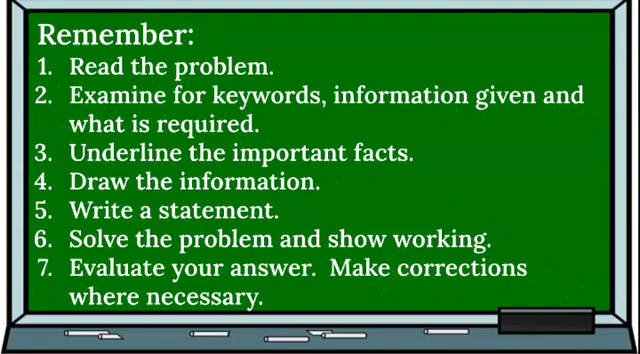 Remember:
1. Read the problem.
2. Examine for keywords, information given and
what is required.
3. Underline the important facts.
4. Draw the information.
5. Write a statement.
6. Solve the problem and show working.
7. Evaluate your answer. Make corrections
where necessary.